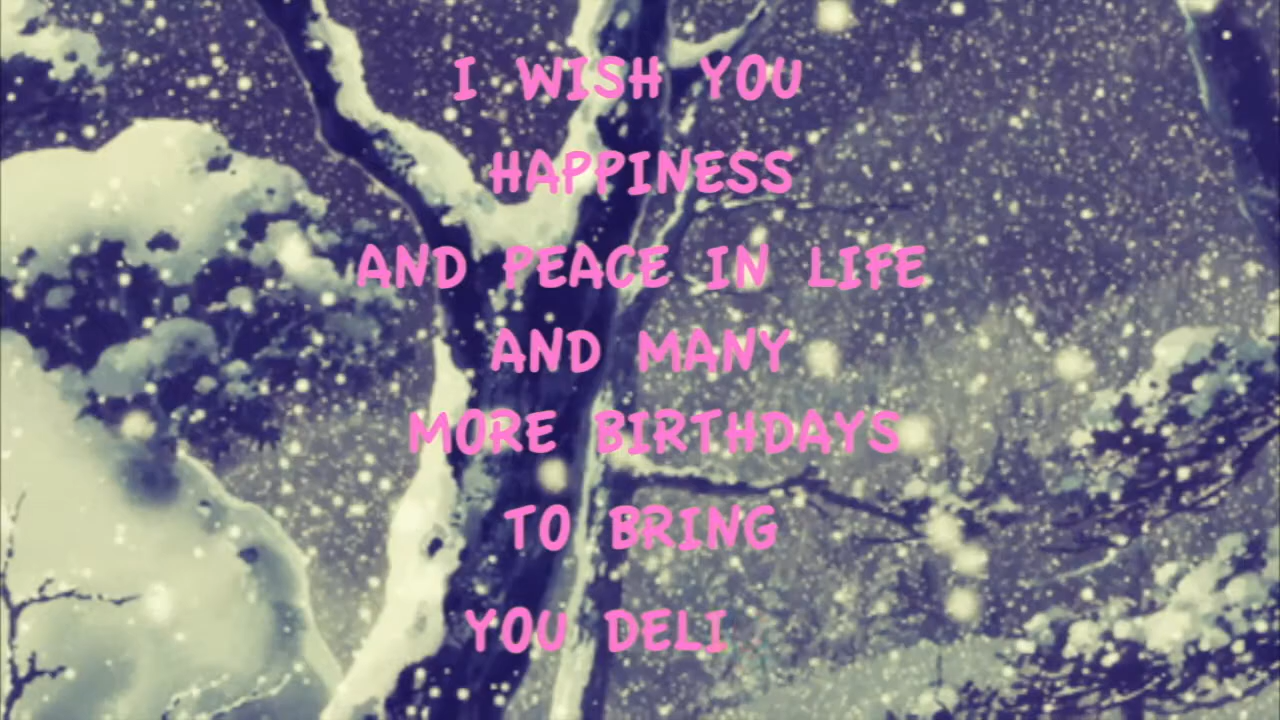 I WISH YOU
HAPPINESS
AND PEACE IN LIFE
AND MANY
MORE BIRTHDAYS
TO BRING
YOU DELI